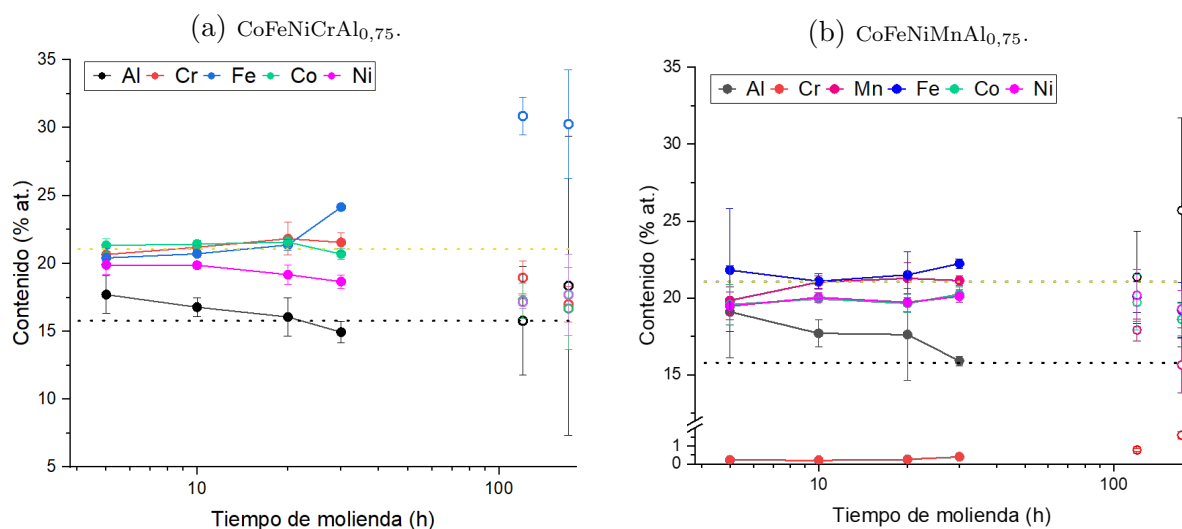 (a) CoFeNiCrAl0,75.
Al Cr Fe Co Ni
35
30
25
20
15
10
5
Contenido (% at.)
10 100
Tiempo de molienda (h)
(b) CoFeNiMnAl0,75.
Al Cr Mn Fe Co Ni
35
30
25
20
15
1
0
Contenido (% at.)
10 100
Tiempo de molienda (h)